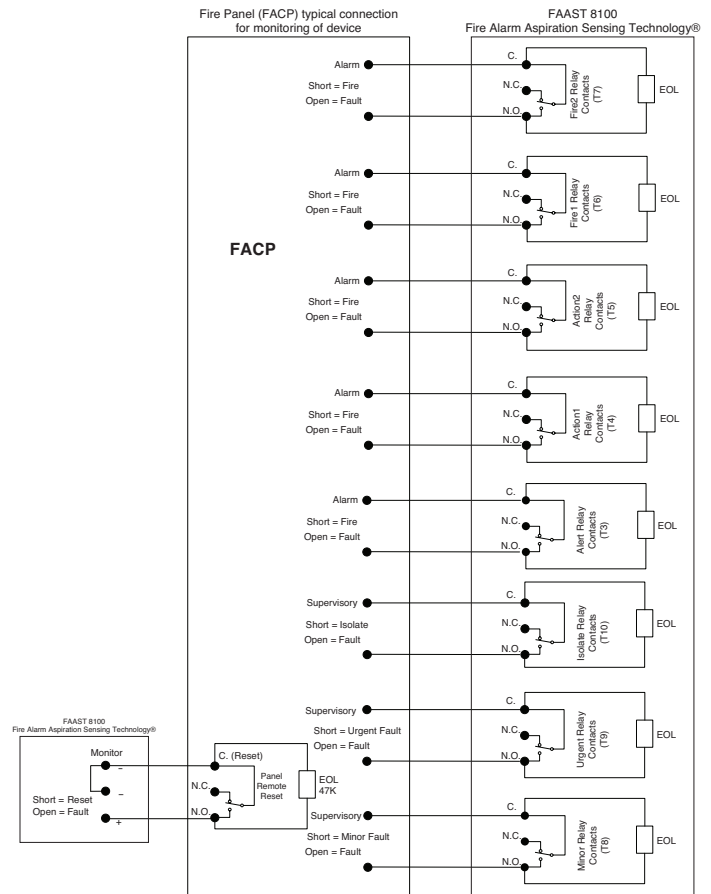 Fire Panel (FACP) typical connection
for monitoring of device
FAAST 8100
Fire Alarm Aspiration Sensing Technology®
FACP
Alarm
Short = Fire
Open = Fault
C.
N.C.
N.O.
Fire2 Relay
Contacts
(T7)
EOL
Alarm
Short = Fire
Open = Fault
C.
N.C.
N.O.
Fire1 Relay
Contacts
(T6)
EOL
Alarm
Short = Fire
Open = Fault
C.
N.C.
N.O.
Action2
Relay
Contacts
(T5)
EOL
Alarm
Short = Fire
Open = Fault
C.
N.C.
N.O.
Action1
Relay
Contacts
(T4)
EOL
Alarm
Short = Fire
Open = Fault
C.
N.C.
N.O.
Alert Relay
Contacts
(T3)
EOL
Supervisory
Short = Isolate
Open = Fault
C.
N.C.
N.O.
Isolate Relay
Contacts
(T10)
EOL
Supervisory
Short = Urgent Fault
Open = Fault
C.
N.C.
N.O.
Urgent Relay
Contacts
(T9)
EOL
Supervisory
Short = Minor Fault
Open = Fault
C.
N.C.
N.O.
Minor Relay
Contacts
(T8)
EOL
FAAST 8100
Fire Alarm Aspiration Sensing Technology®
Monitor
–
–
+
Short = Reset
Open = Fault
C. (Reset)
N.C.
N.O.
Panel
Remote
Reset
EOL
47K